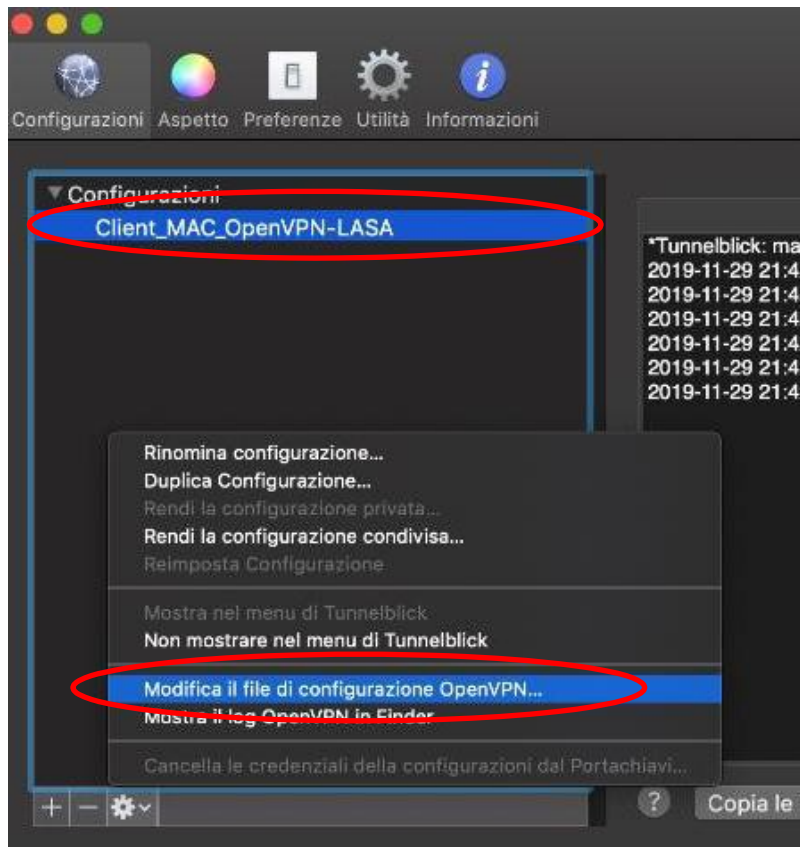 Configurazioni Aspetto Preferenze Utilità Informazioni
Configurazioni
Client_MAC_OpenVPN-LASA
*Tunnelblick: ma
2019-11-29 21:4
2019-11-29 21:4
2019-11-29 21:4
2019-11-29 21:4
2019-11-29 21:4
2019-11-29 21:4
Rinomina configurazione...
Duplica Configurazione...
Rendi la configurazione privata...
Rendi la configurazione condivisa...
Reimposta Configurazione
Mostra nel menu di Tunnelblick
Non mostrare nel menu di Tunnelblick
Modifica il file di configurazione OpenVPN...
Mostra il log OpenVPN in Finder
Cancella le credenziali della configurazioni dal Portachiavi...
? Copia le